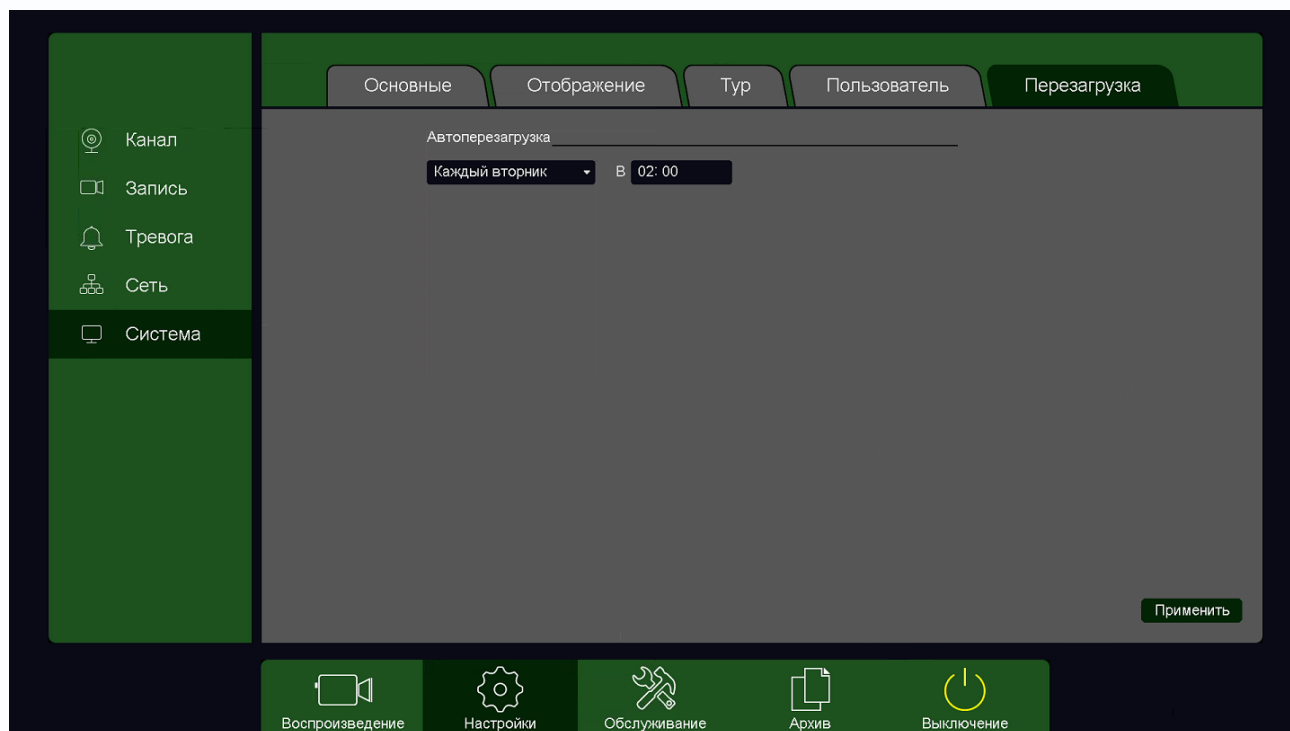 Основные Отображение Тур Пользователь Перезагрузка
Канал
Запись
Тревога
Сеть
Система
Автоперезагрузка
Каждый вторник В 02: 00
Применить
Воспроизведение Настройки Обслуживание Архив Выключение